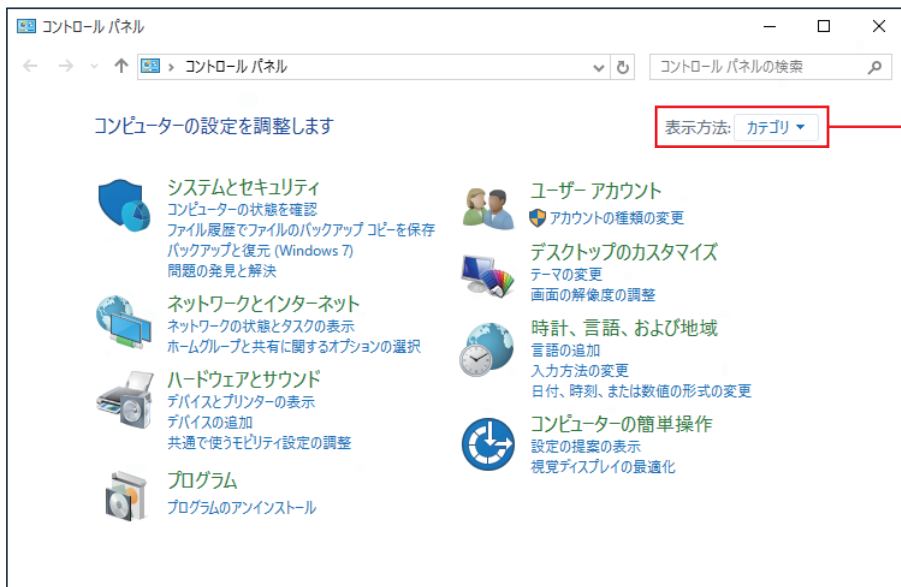 コントロール パネル
コントロール パネル
コントロール パネルの検索
コンピューターの設定を調整します
表示方法: カテゴリ
システムとセキュリティ
コンピューターの状態を確認
ファイル履歴でファイルのバックアップ コピーを保存
バックアップと復元 (Windows 7)
問題の発見と解決
ネットワークとインターネット
ネットワークの状態とタスクの表示
ホームグループと共有に関するオプションの選択
ハードウェアとサウンド
デバイスとプリンターの表示
デバイスの追加
共通で使うモビリティ設定の調整
プログラム
プログラムのアンインストール
ユーザー アカウント
アカウントの種類の変更
デスクトップのカスタマイズ
テーマの変更
画面の解像度の調整
時計、言語、および地域
言語の追加
入力方法の変更
日付、時刻、または数値の形式の変更
コンピューターの簡単操作
設定の提案の表示
視覚ディスプレイの最適化